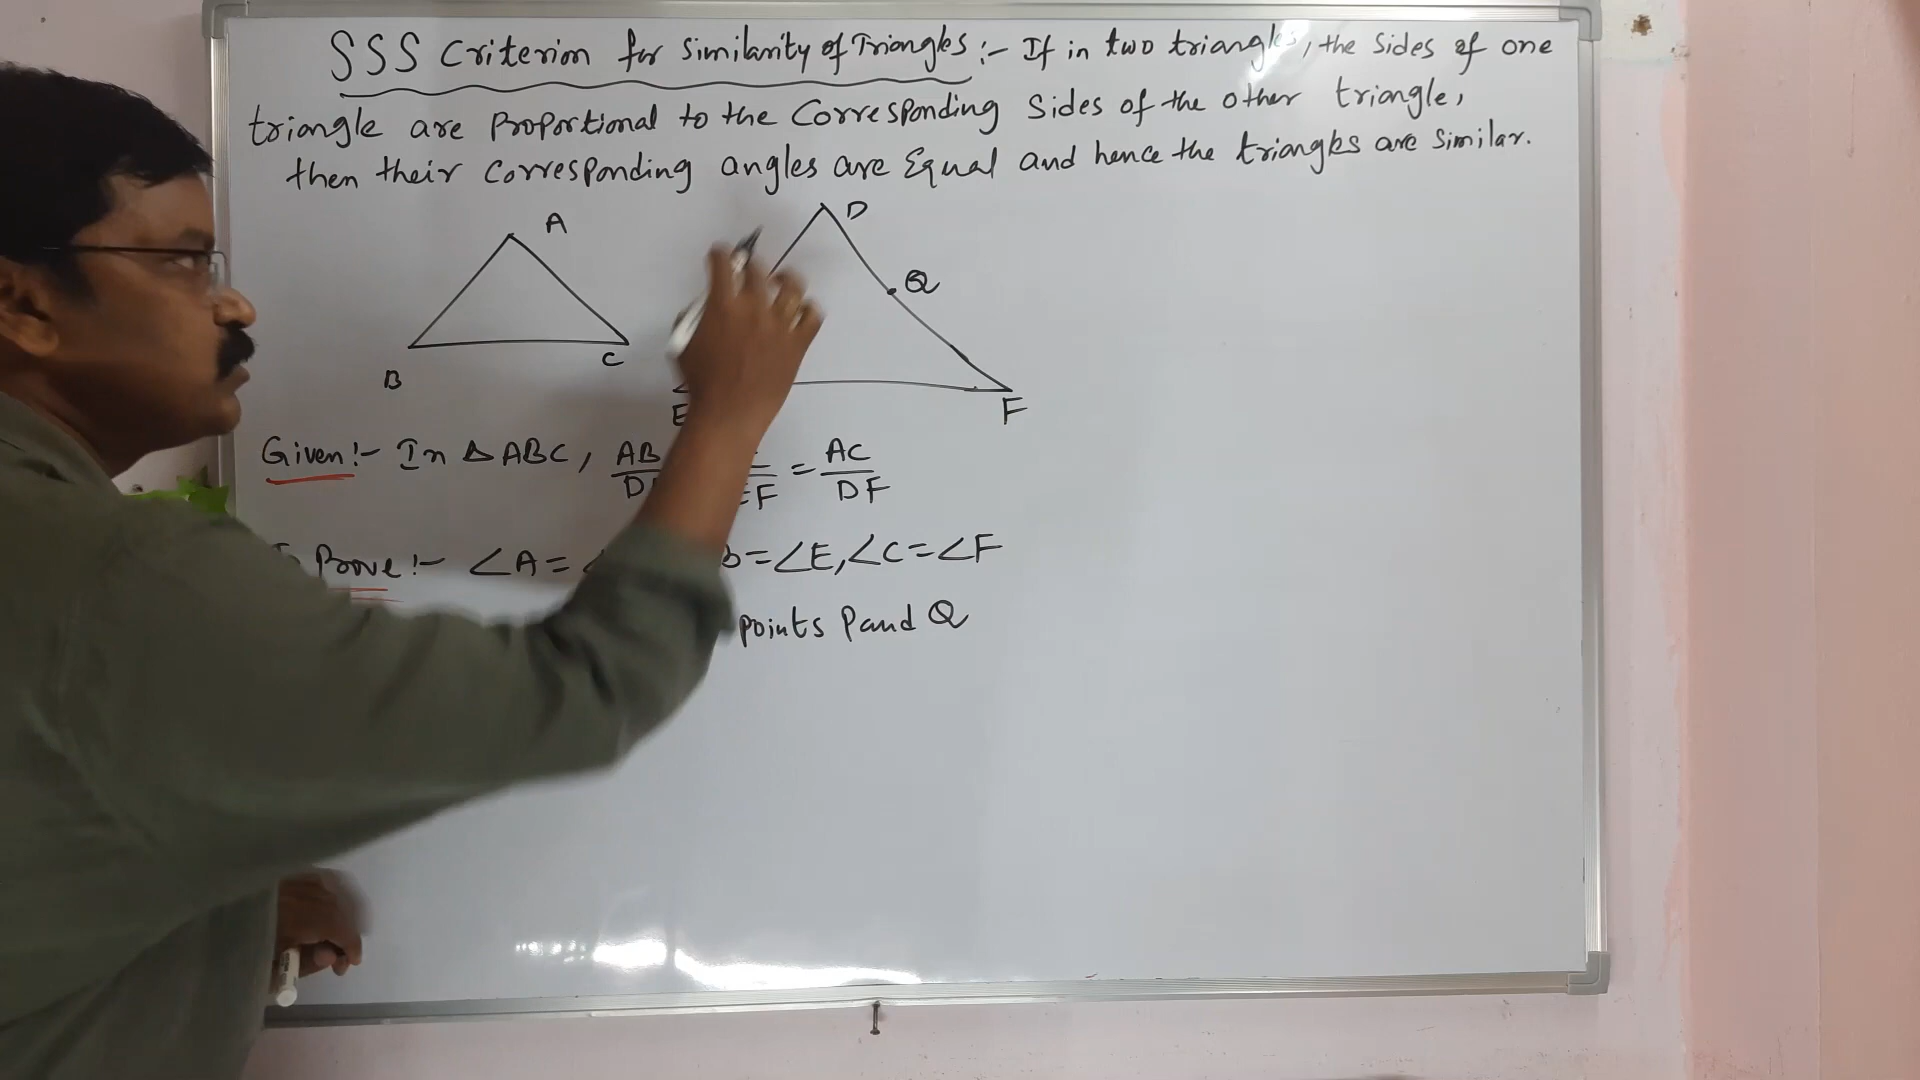 SSS Criterion for Similarity of Triangles :- If in two triangles, the Sides of one
triangle are proportional to the Corresponding Sides of the other triangle,
then their Corresponding angles are Equal and hence the triangles are Similar.
A
D
Q
B
C
E
F
Given :- In Δ ABC, AB = AC
EF DF
Prove :- ∠A = =∠E, ∠C=∠F
points P and Q